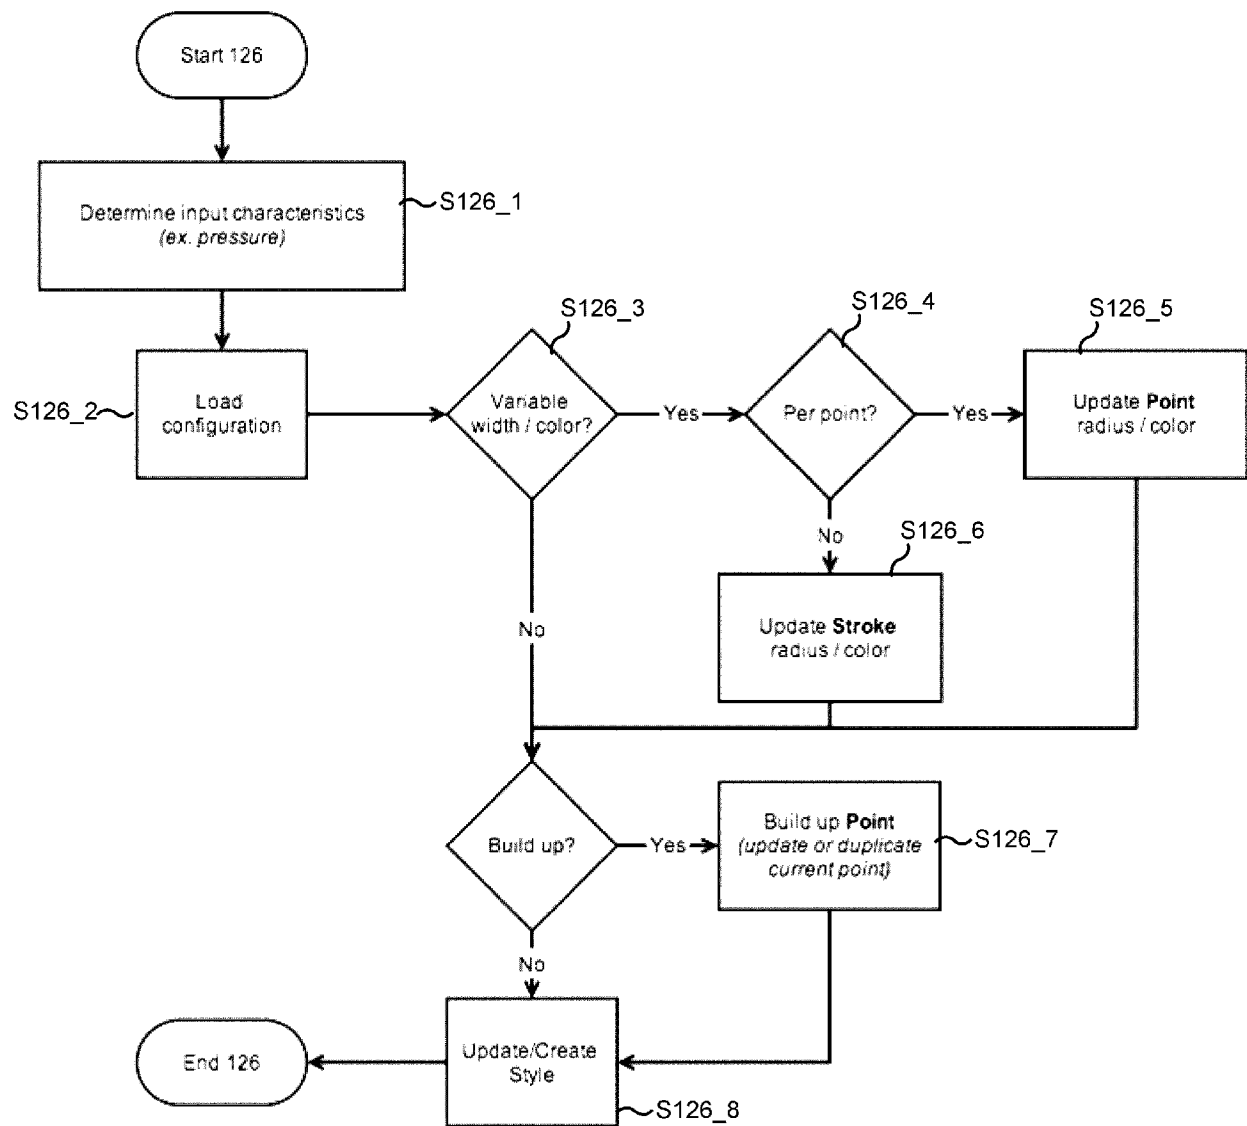 Start 126
Determine input characteristics
(ex. pressure)
S126_1
S126_2
Load
configuration
S126_3
Variable
width / color?
Yes
S126_4
Per point?
Yes
S126_5
Update Point
radius / color
No
S126_6
Update Stroke
radius / color
No
Build up?
Yes
Build up Point
(update or duplicate
current point)
S126_7
No
Update/Create
Style
S126_8
End 126